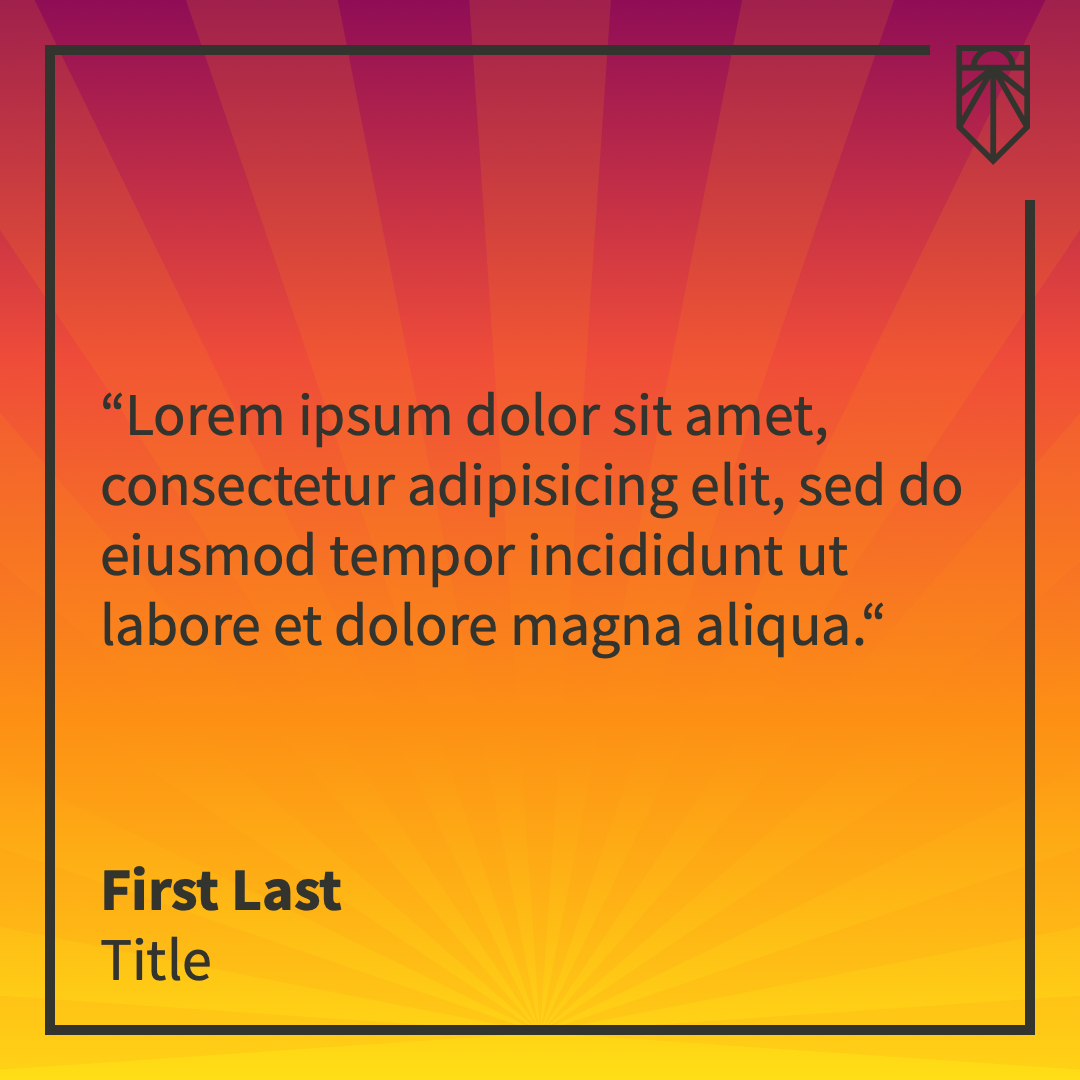 “Lorem ipsum dolor sit amet,
consectetur adipisicing elit, sed do
eiusmod tempor incididunt ut
labore et dolore magna aliqua.“
First Last
Title